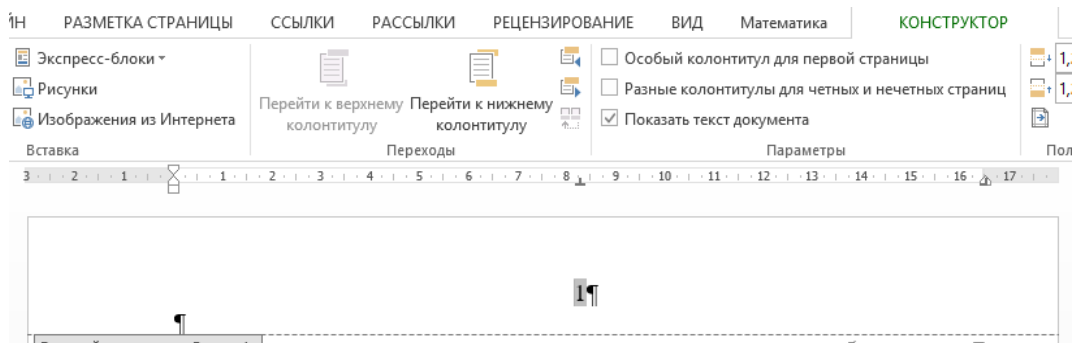 ЙН РАЗМЕТКА СТРАНИЦЫ ССЫЛКИ РАССЫЛКИ РЕЦЕНЗИРОВАНИЕ ВИД Математика КОНСТРУКТОР
Экспресс-блоки
Рисунки
Изображения из Интернета
Вставка
Перейти к верхнему колонтитулу
Перейти к нижнему колонтитулу
Переходы
Особый колонтитул для первой страницы
Разные колонтитулы для четных и нечетных страниц
Показать текст документа
Параметры
1,
1,
Пол
3 2 1 1 2 3 4 5 6 7 8 9 10 11 12 13 14 15 16 17
1¶
¶